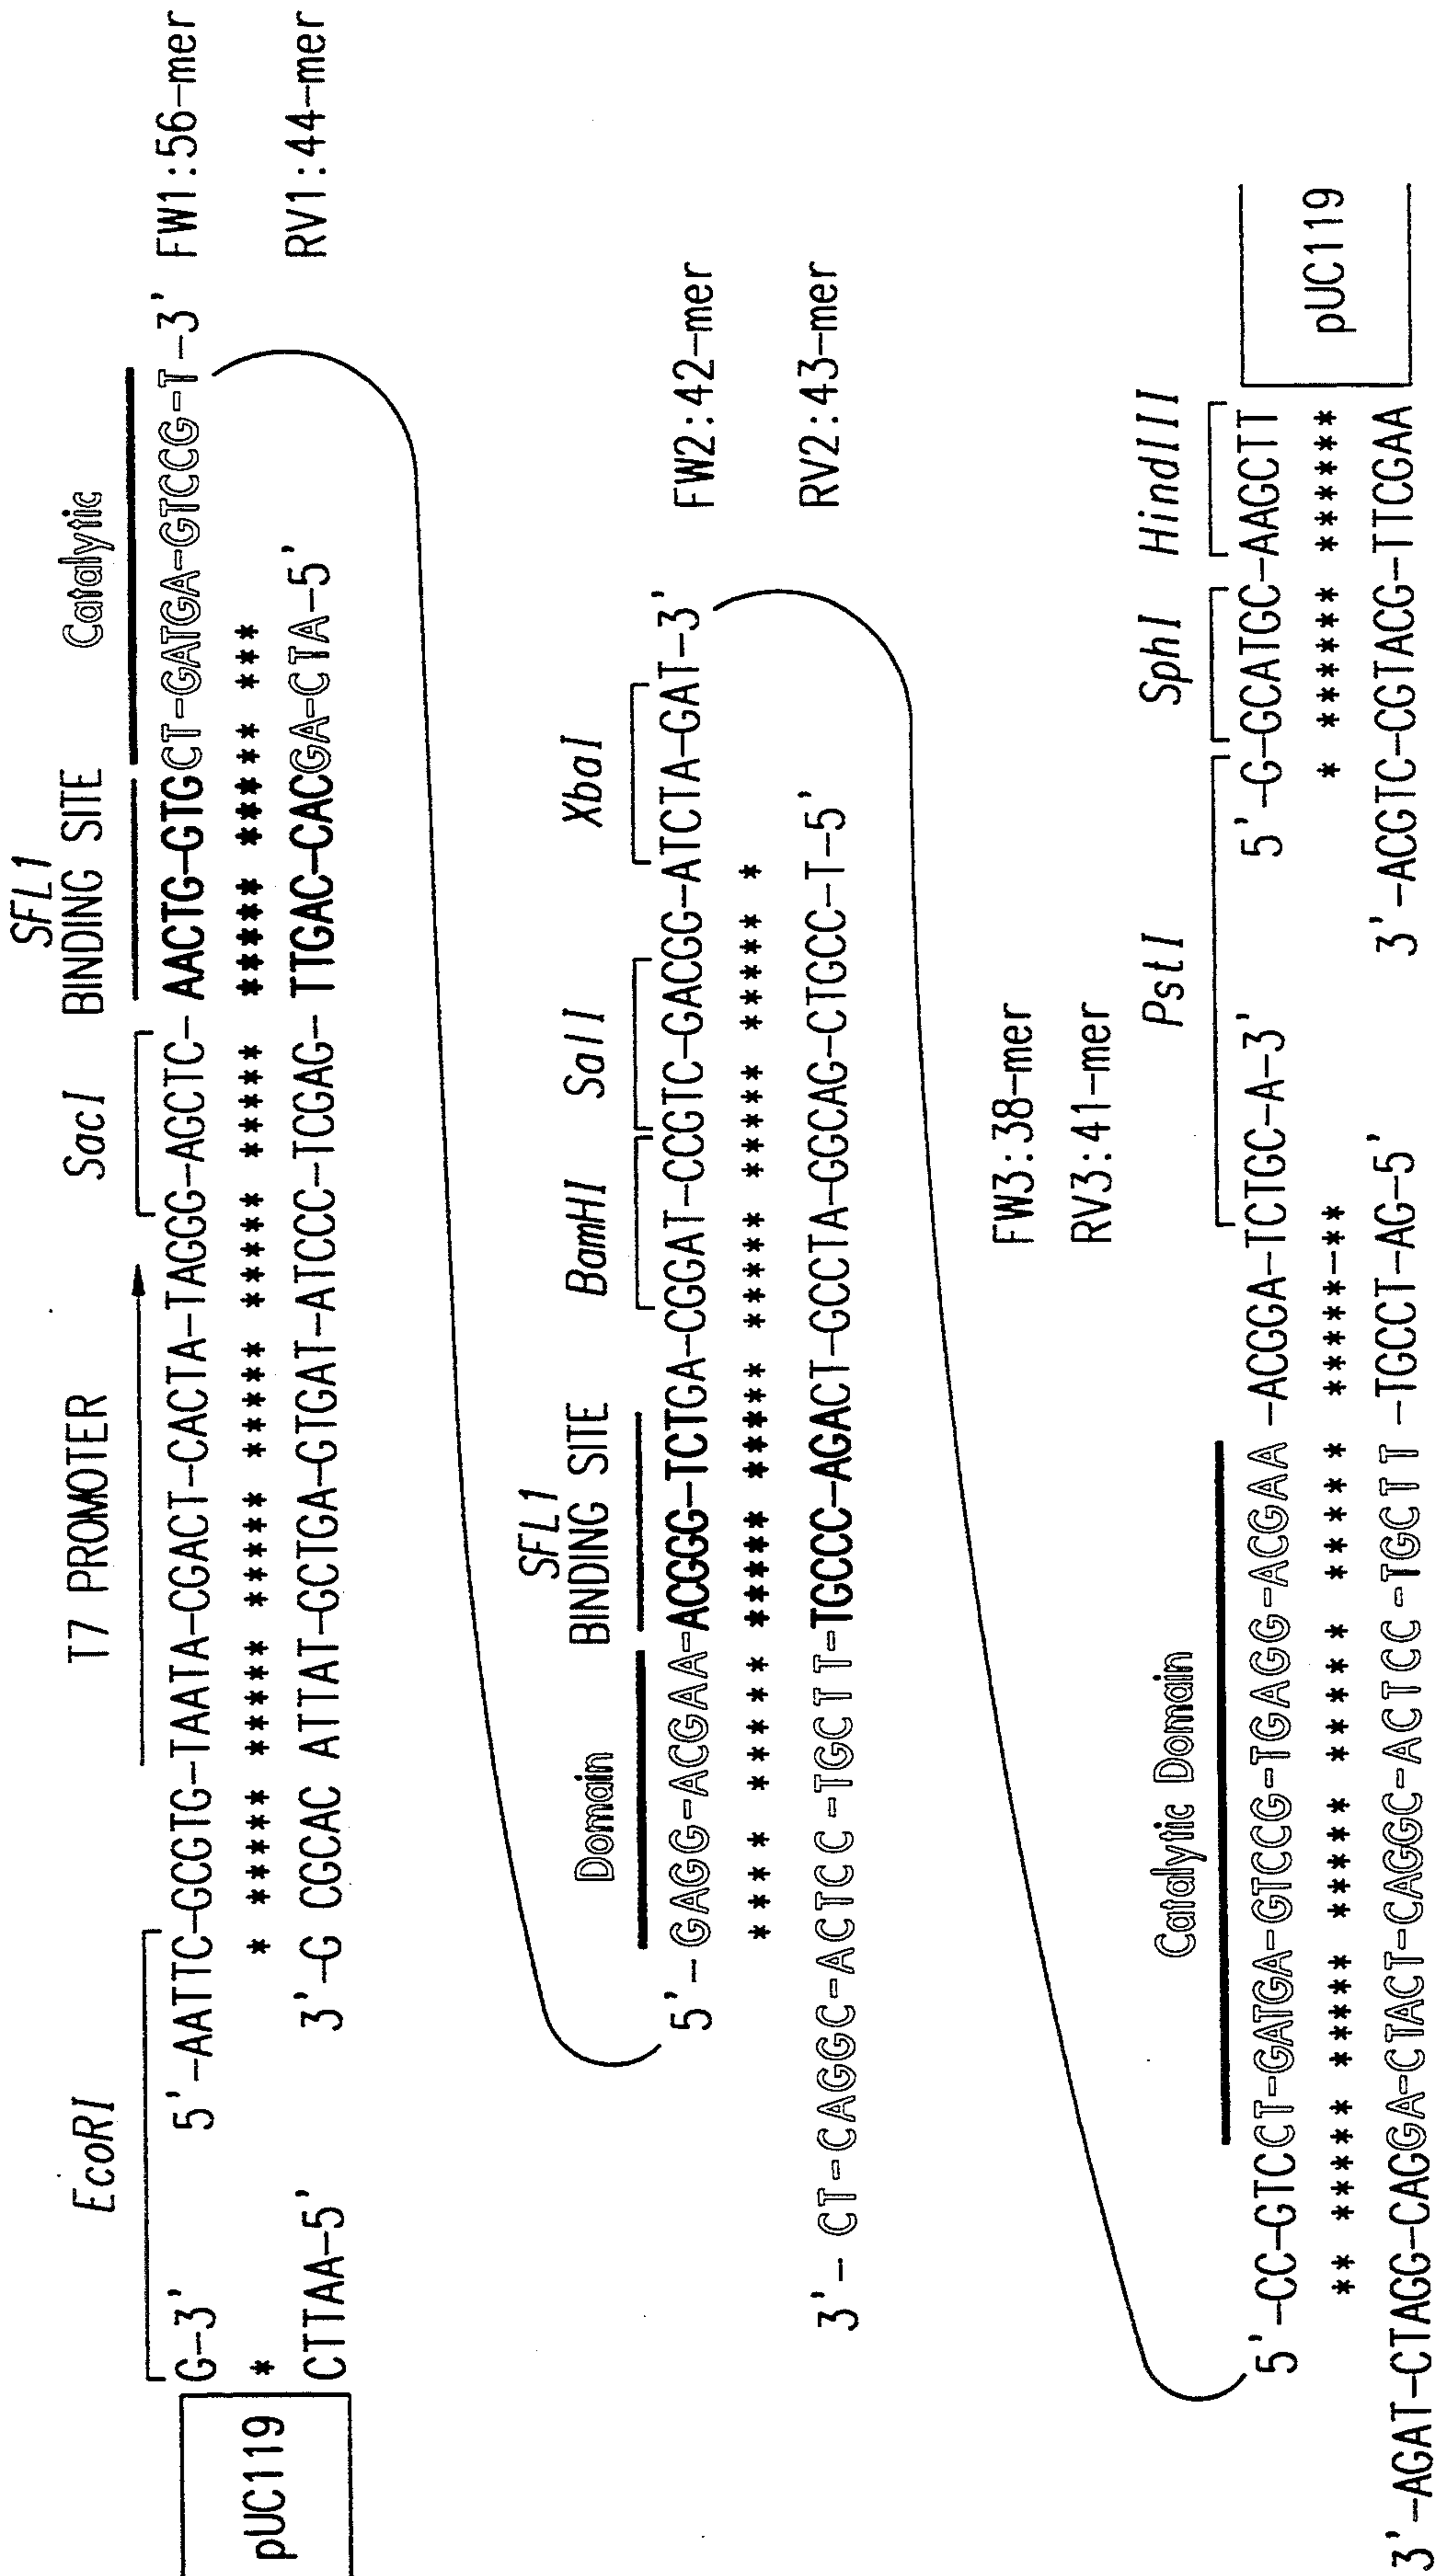 EcoRI T7 PROMOTER SacI SFL1 BINDING SITE Catalytic
G-3' 5'-AATTC-GCGTG-TAATA-CGACT-CACTA-TAGGG-AGCTC-AACTG-GTGCT-GATGA-GTCCG-T-3' FW1:56-mer
pUC119 * * ***** ***** ***** ***** ***** ***** ***** ***** ***
CTTAA-5' 3'-G CGCAC ATTAT-GCTGA-GTGAT-ATCCC-TCGAG-TTGAC-CACGA-CTA-5' RV1:44-mer
Domain SFL1 BINDING SITE BamHI SalI XbaI
5'-GAGG-ACGAA-ACGGG-TCTGA-CGGAT-CCGTC-GACGG-ATCTA-GAT-3' FW2:42-mer
**** ***** ***** ***** ***** ***** ***** *
3'-CT-CAGGC-ACTCC-TGCTT-TGCCC-AGACT-GCCTA-GGCAG-CTGCC-T-5' RV2:43-mer
FW3:38-mer
RV3:41-mer
Catalytic Domain PstI SphI HindIII
5'-CC-GTCCT-GATGA-GTCCG-TGAGG-ACGAA-ACGGA-TCTGC-A-3' 5'-G-GCATGC-AAGCTT
** ***** ***** ***** ***** ***** *****-** * ****** ****** pUC119
3'-AGAT-CTAGG-CAGGA-CTACT-CAGGC-ACTCC-TGCTT-TGCCT-AG-5' 3'-ACGTC-CGTACG-TTCGAA